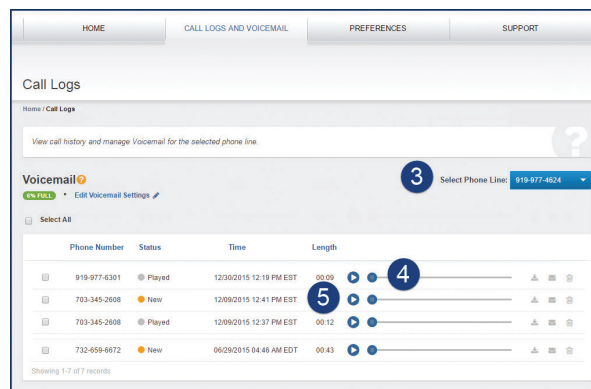 HOME CALL LOGS AND VOICEMAIL PREFERENCES SUPPORT
Call Logs
Home / Call Logs
View call history and manage Voicemail for the selected phone line.
?
Voicemail ? 3 Select Phone Line: 919-977-4624
6% FULL • Edit Voicemail Settings
Select All
Phone Number Status Time Length
919-977-6301 Played 12/30/2015 12:19 PM EST 00:09 4
703-345-2608 New 12/09/2015 12:41 PM EST 5
703-345-2608 Played 12/09/2015 12:37 PM EST 00:12
732-659-6672 New 06/29/2015 04:46 AM EDT 00:43
Showing 1-7 of 7 records